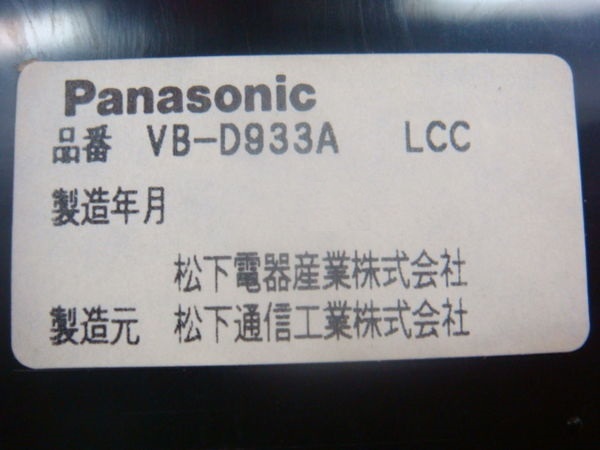 Panasonic
品番 VB-D933A LCC
製造年月
松下電器産業株式会社
製造元 松下通信工業株式会社